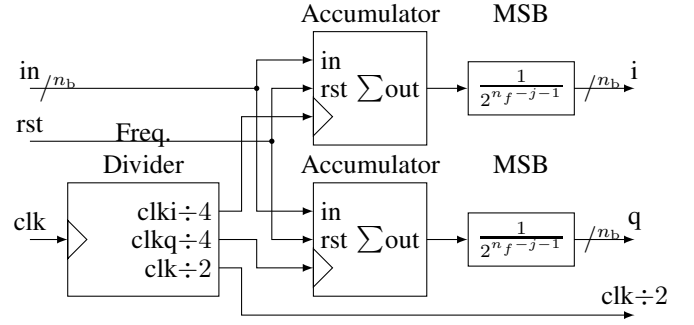 Accumulator MSB
in n_b in rst ∑out 1/2^{n_f−j−1} n_b i
rst Freq. Divider
Accumulator MSB
clk clki÷4 clkq÷4 clk÷2
in rst ∑out 1/2^{n_f−j−1} n_b q
clk÷2